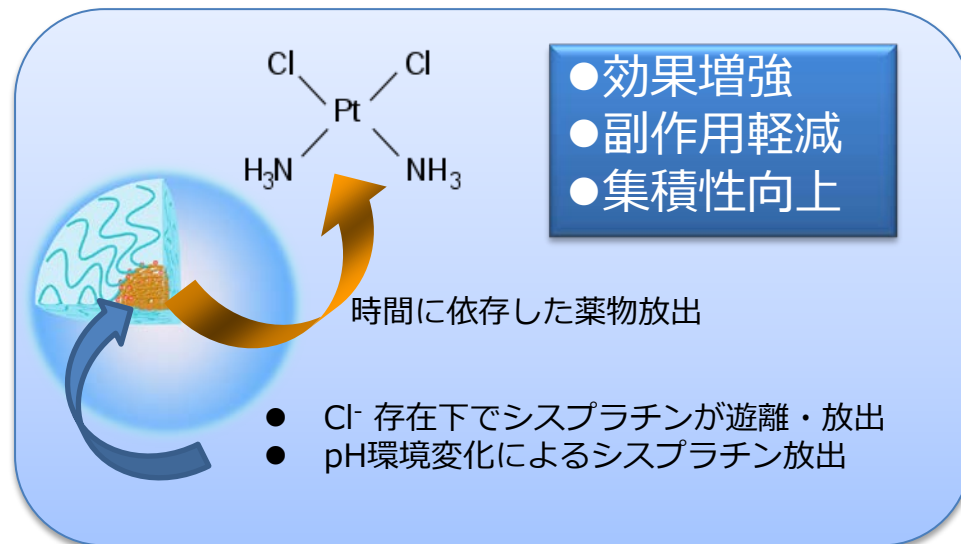 Cl Cl
Pt
H₃N NH₃
●効果増強
●副作用軽減
●集積性向上
時間に依存した薬物放出
● Cl⁻ 存在下でシスプラチンが遊離・放出
● pH環境変化によるシスプラチン放出